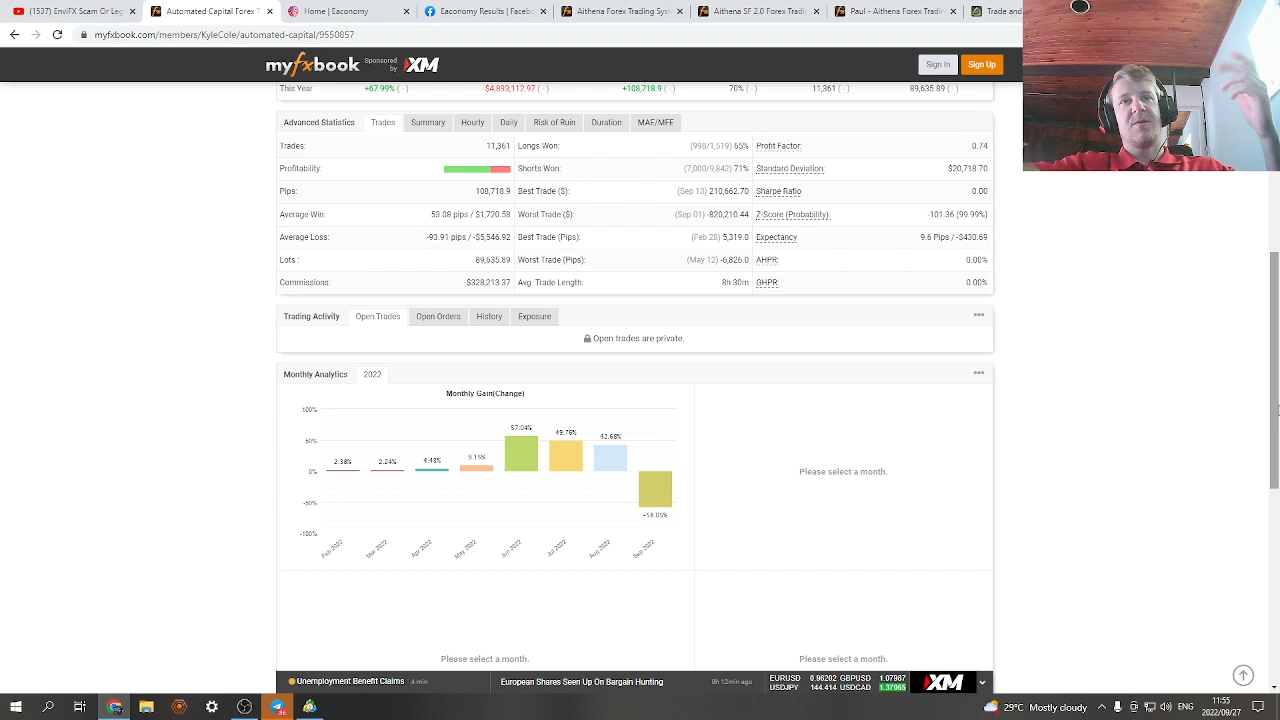 (1537) EnviFX Scam Or Leg
Automated Capital Forex T
Home | Economy
Economy Results | Facebo
Aithena Forex Trading Syst
Aithena SF 2.0 Forex Tradin
Paul - Aithena Forex Tradin
Trade and
myfxbook.com/members/KyleCole/automated-capital/9580857
myfxbook Sponsored by XM
Sign In
Sign Up
This Year +67.99% ( - ) -$4,893,112.97 ( - ) +108,718.9 ( - ) 70% ( - ) 11,361 ( - ) 89,635.89 ( - )
Advanced Statistics Trades Summary Hourly Daily Risk of Ruin Duration MAE/MFE
Trades: 11,361 Longs Won: (998/1,519) 65% Profit Factor: 0.74
Profitability: Shorts Won: (7,000/9,842) 71% Standard Deviation: $20,718.70
Pips: 108,718.9 Best Trade ($): (Sep 13) 210,662.70 Sharpe Ratio 0.00
Average Win: 53.08 pips / $1,720.58 Worst Trade ($): (Sep 01) -820,210.44 Z-Score (Probability): -101.36 (99.99%)
Average Loss: -93.91 pips / -$5,546.92 Best Trade (Pips): (Feb 28) 5,319.0 Expectancy 9.6 Pips / -$430.69
Lots : 89,635.89 Worst Trade (Pips): (May 12) -6,826.0 AHPR: 0.00%
Commissions: -$328,213.37 Avg. Trade Length: 8h 30m GHPR: 0.00%
Trading Activity Open Trades Open Orders History Exposure
Open trades are private.
Monthly Analytics 2022
Monthly Gain(Change)
100%
50%
0%
-50%
-100%
2.38%
2.24%
4.43%
9.15%
57.04%
49.76%
42.68%
-58.05%
Feb 2022
Mar 2022
Apr 2022
May 2022
Jun 2022
Jul 2022
Aug 2022
Sep 2022
Please select a month.
Please select a month.
Please select a month.
Unemployment Benefit Claims 4 min
European Shares Seen Up On Bargain Hunting 8h 12min ago
EURUSD 0.96202 GBPUSD 1.07987
USDJPY 144.414 USDCAD 1.37065
XM
29°C Mostly sunny
ENG
11:55
2022/09/27